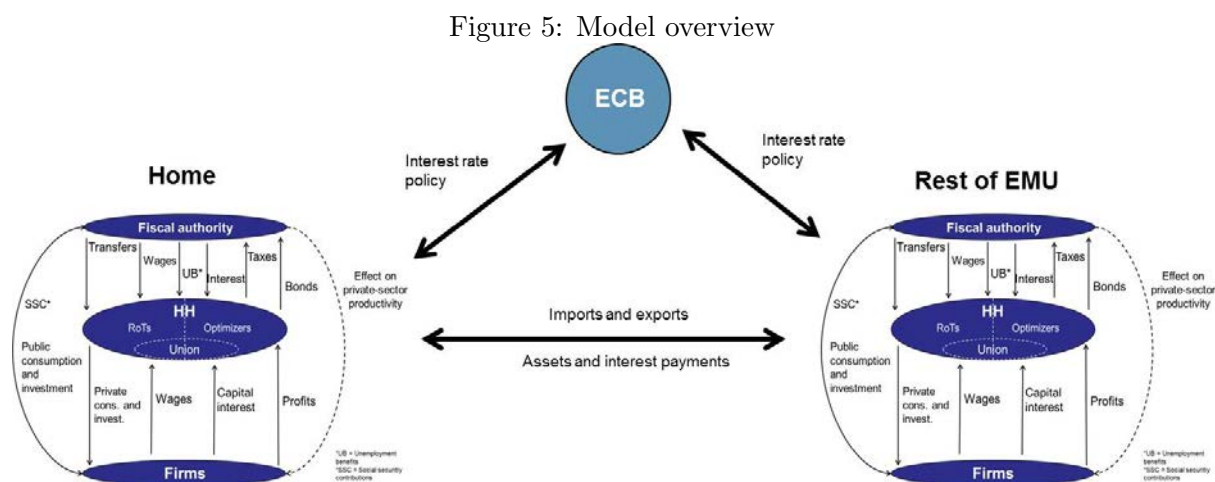 Figure 5: Model overview
ECB
Interest rate
policy
Interest rate
policy
Home
Fiscal authority
Transfers
Wages
UB*
Interest
Taxes
Bonds
SSC*
Effect on
private-sector
productivity
HH
RoTs
Optimizers
Union
Public
consumption
and
investment
Private
cons. and
invest.
Wages
Capital
interest
Profits
Firms
*UB = Unemployment
benefits
*SSC = Social security
contributions
Imports and exports
Assets and interest payments
Rest of EMU
Fiscal authority
Transfers
Wages
UB*
Interest
Taxes
Bonds
SSC*
Effect on
private-sector
productivity
HH
RoTs
Optimizers
Union
Public
consumption
and
investment
Private
cons. and
invest.
Wages
Capital
interest
Profits
Firms
*UB = Unemployment
benefits
*SSC = Social security
contributions